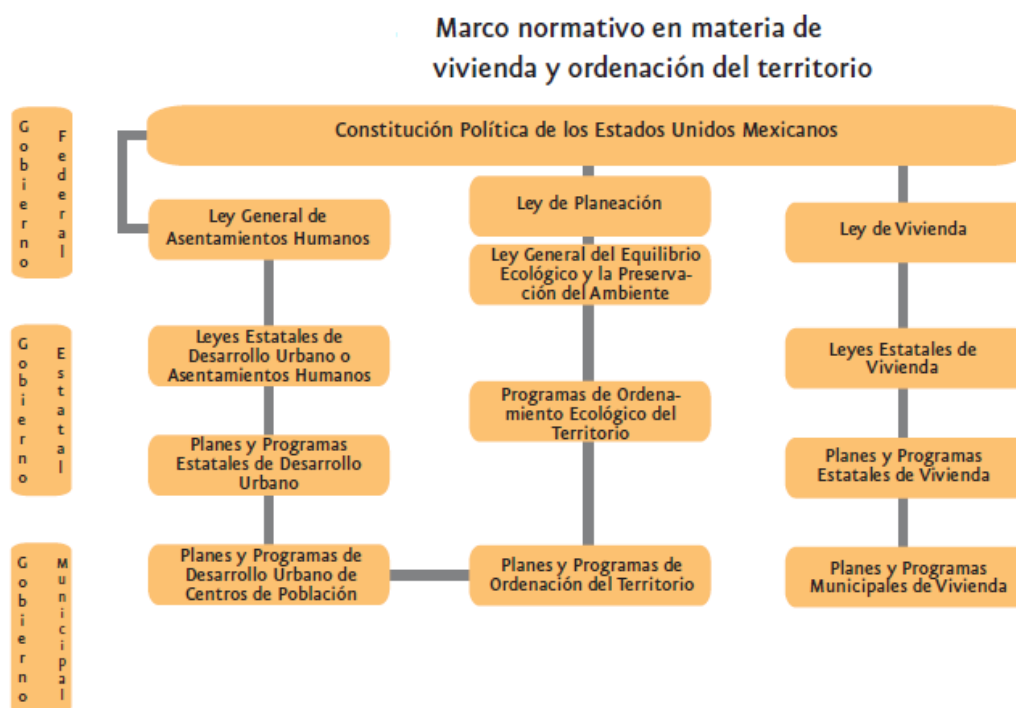 Marco normativo en materia de
vivienda y ordenación del territorio
Gobierno Federal
Constitución Política de los Estados Unidos Mexicanos
Ley General de
Asentamientos Humanos
Ley de Planeación
Ley General del Equilibrio
Ecológico y la Preserva-
ción del Ambiente
Ley de Vivienda
Gobierno Estatal
Leyes Estatales de
Desarrollo Urbano o
Asentamientos Humanos
Programas de Ordena-
miento Ecológico del
Territorio
Leyes Estatales de
Vivienda
Planes y Programas
Estatales de Desarrollo
Urbano
Planes y Programas
Estatales de Vivienda
Gobierno Municipal
Planes y Programas de
Desarrollo Urbano de
Centros de Población
Planes y Programas de
Ordenación del Territorio
Planes y Programas
Municipales de Vivienda